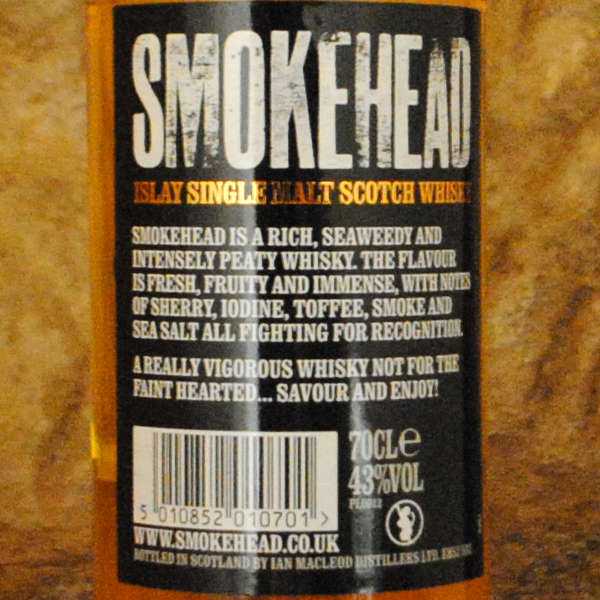 SMOKEHEAD
ISLAY SINGLE MALT SCOTCH WHISKY
SMOKEHEAD IS A RICH, SEAWEEDY AND
INTENSELY PEATY WHISKY. THE FLAVOUR
IS FRESH, FRUITY AND IMMENSE, WITH NOTES
OF SHERRY, IODINE, TOFFEE, SMOKE AND
SEA SALT ALL FIGHTING FOR RECOGNITION.
A REALLY VIGOROUS WHISKY NOT FOR THE
FAINT HEARTED... SAVOUR AND ENJOY!
70CL e
43%VOL
5 010852 010701 >
WWW.SMOKEHEAD.CO.UK
BOTTLED IN SCOTLAND BY IAN MACLEOD DISTILLERS LTD.